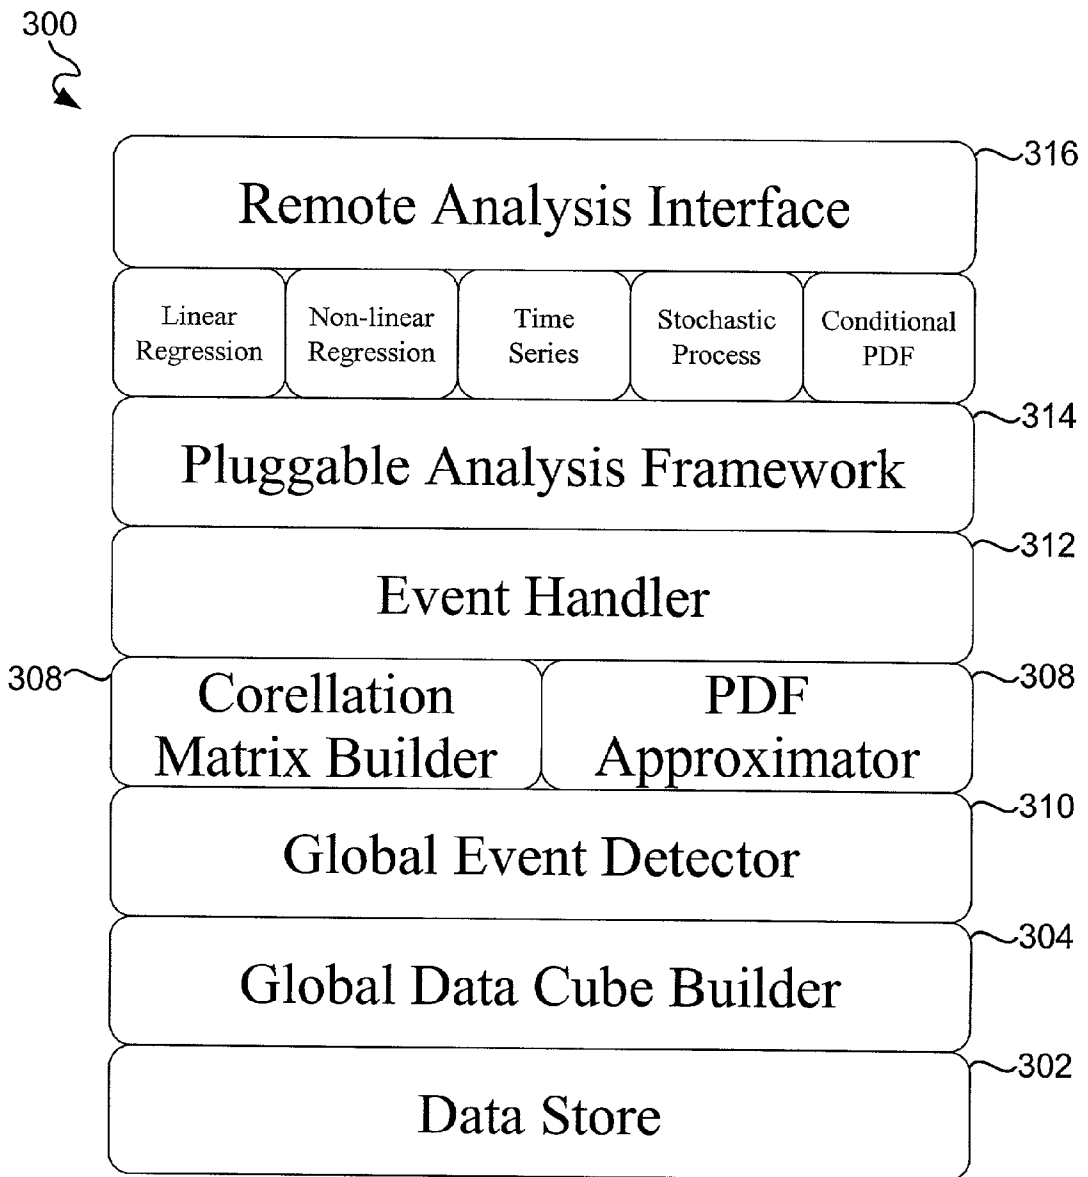 300
316
Remote Analysis Interface
Linear
Regression
Non-linear
Regression
Time
Series
Stochastic
Process
Conditional
PDF
314
Pluggable Analysis Framework
312
Event Handler
308
308
Corellation
Matrix Builder
PDF
Approximator
310
Global Event Detector
304
Global Data Cube Builder
302
Data Store